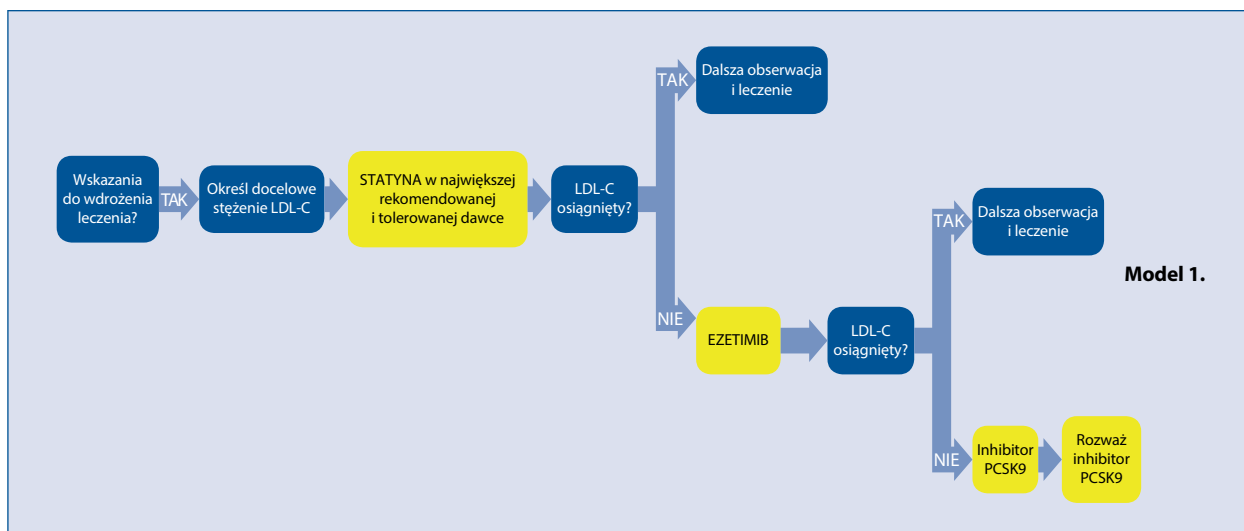 Wskazania
do wdrożenia
leczenia?
TAK
Określ docelowe
stężenie LDL-C
STATYNA w największej
rekomendowanej
i tolerowanej dawce
LDL-C
osiągnięty?
TAK
Dalsza obserwacja
i leczenie
NIE
EZETIMIB
LDL-C
osiągnięty?
TAK
Dalsza obserwacja
i leczenie
NIE
Inhibitor
PCSK9
Rozważ
inhibitor
PCSK9
Model 1.